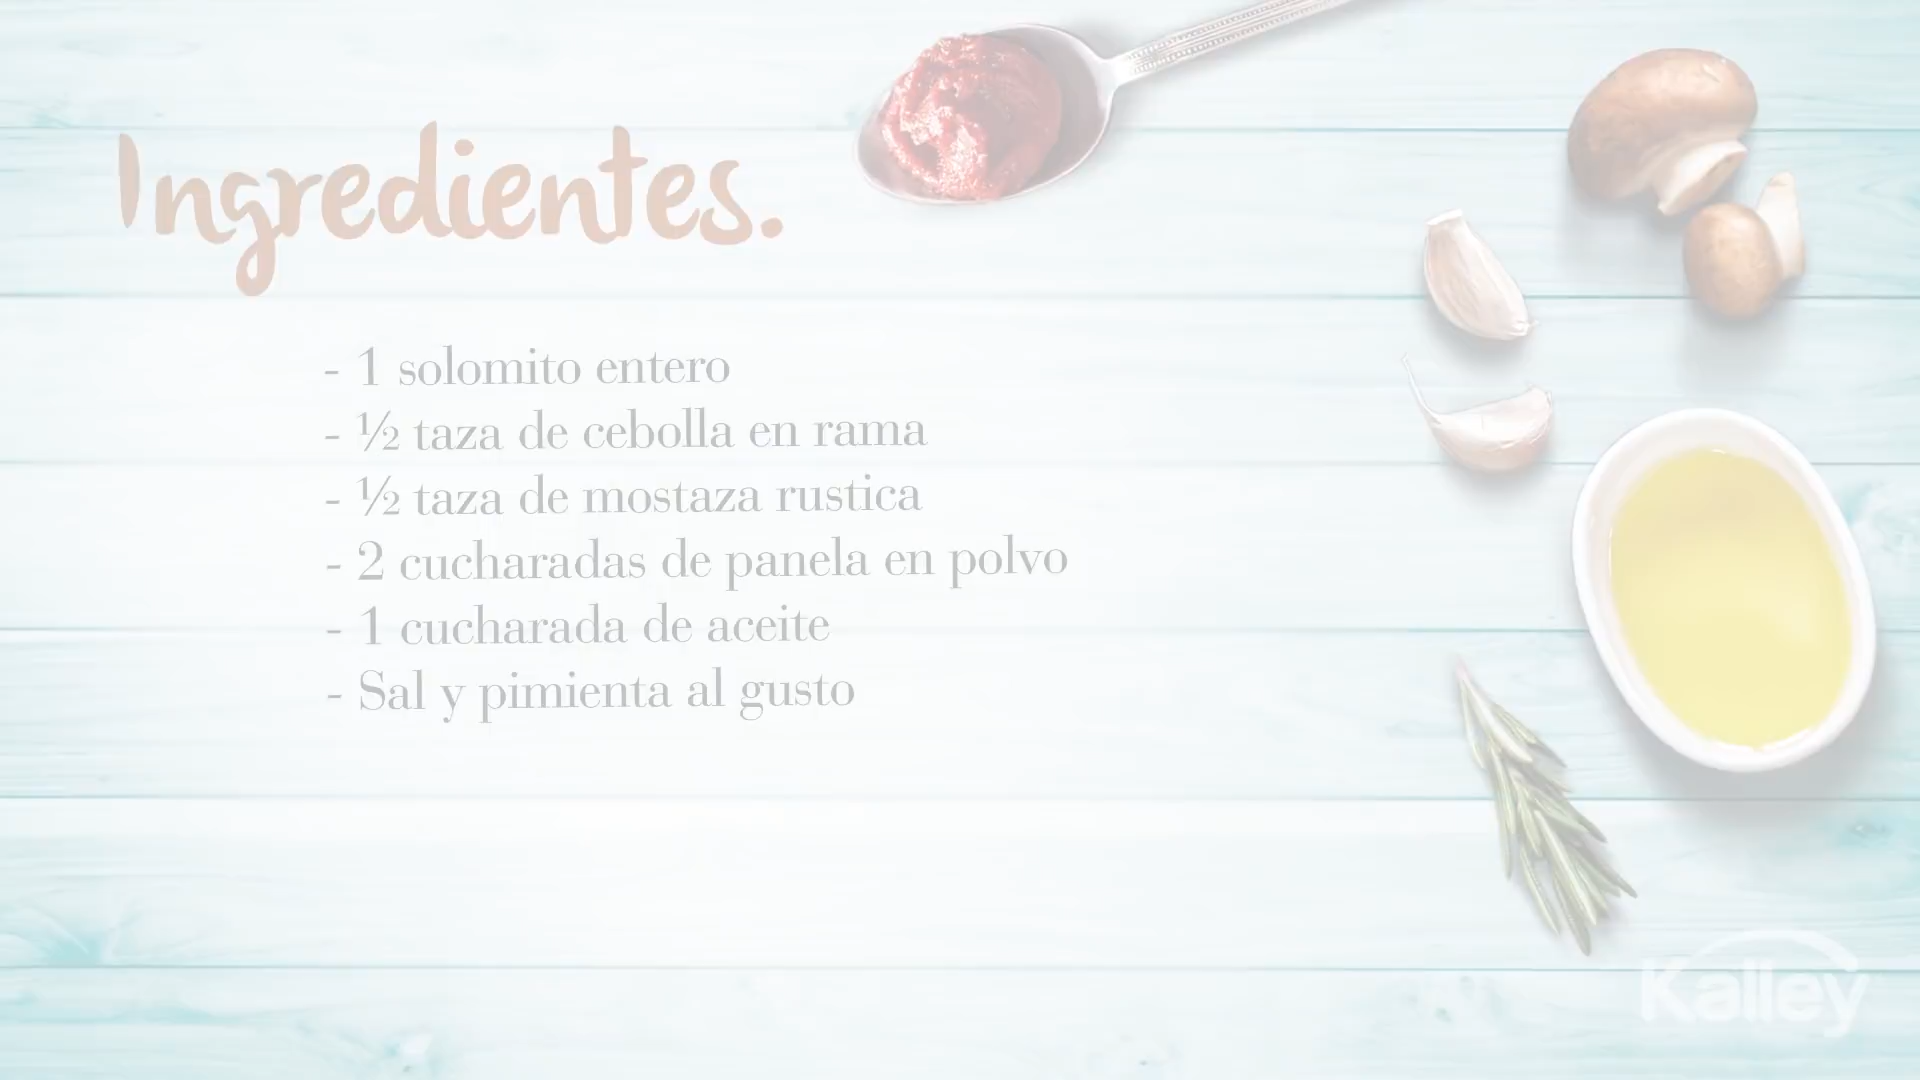 Ingredientes.
- 1 solomito entero
- ½ taza de cebolla en rama
- ½ taza de mostaza rustica
- 2 cucharadas de panela en polvo
- 1 cucharada de aceite
- Sal y pimienta al gusto
Kalley